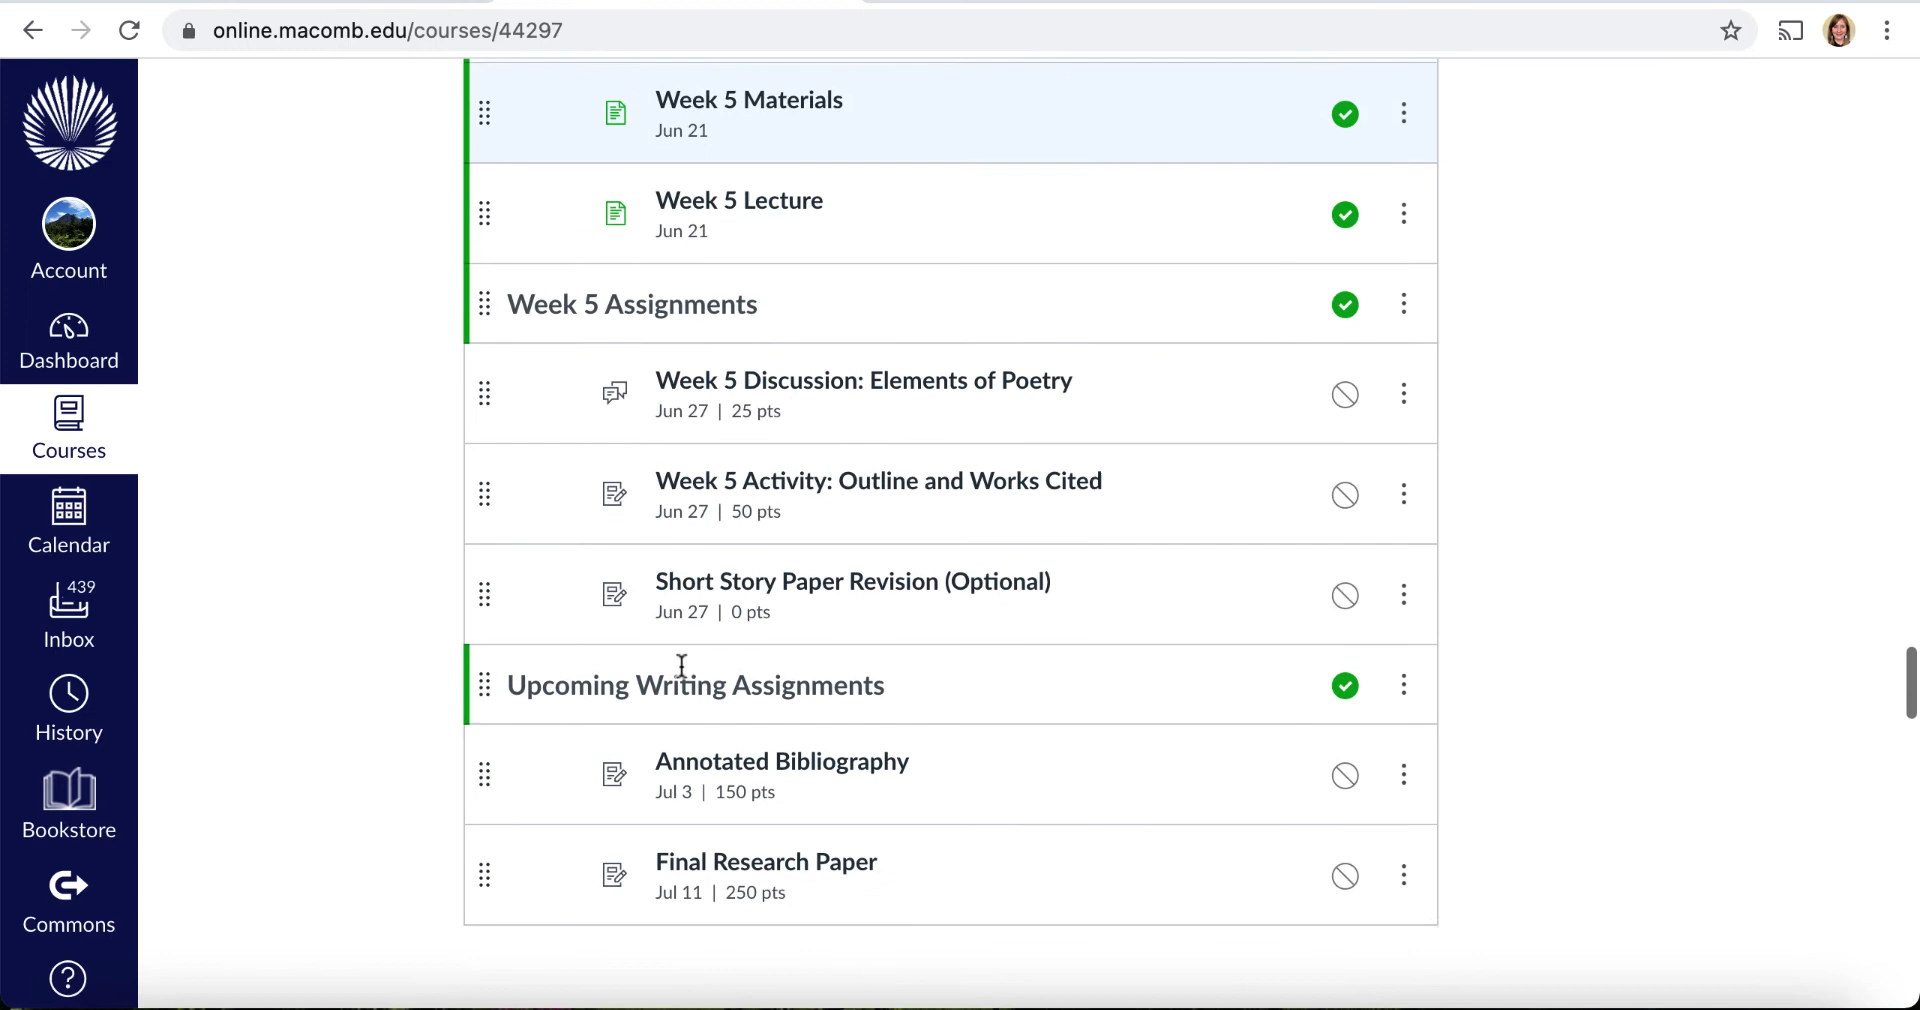 online.macomb.edu/courses/44297
Week 5 Materials
Jun 21
Week 5 Lecture
Jun 21
Week 5 Assignments
Week 5 Discussion: Elements of Poetry
Jun 27 | 25 pts
Week 5 Activity: Outline and Works Cited
Jun 27 | 50 pts
Short Story Paper Revision (Optional)
Jun 27 | 0 pts
Upcoming Writing Assignments
Annotated Bibliography
Jul 3 | 150 pts
Final Research Paper
Jul 11 | 250 pts
Account
Dashboard
Courses
Calendar
439
Inbox
History
Bookstore
Commons
?